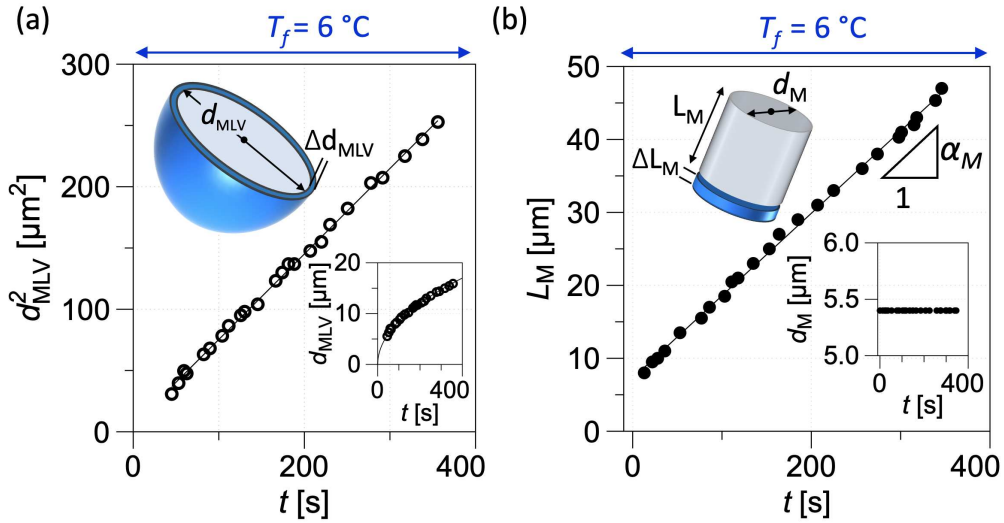 (a)
T_f = 6 °C
300
200
100
0
d²_MLV [μm²]
0
200
400
t [s]
d_MLV
Δd_MLV
20
10
0
d_MLV [μm]
0
400
t [s]
(b)
T_f = 6 °C
50
40
30
20
10
0
L_M [μm]
0
200
400
t [s]
d_M
L_M
ΔL_M
α_M
1
6.0
5.5
5.0
d_M [μm]
0
400
t [s]